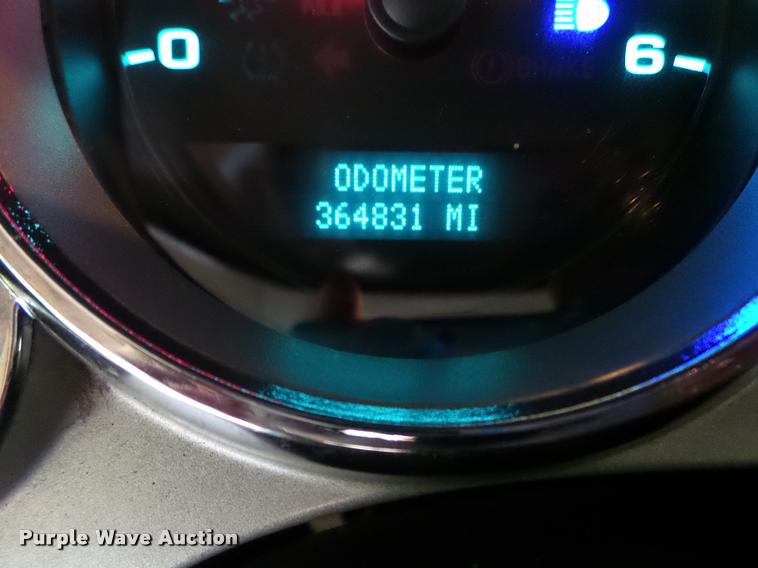 0
6
BRAKE
ODOMETER
364831 MI
Purple Wave Auction